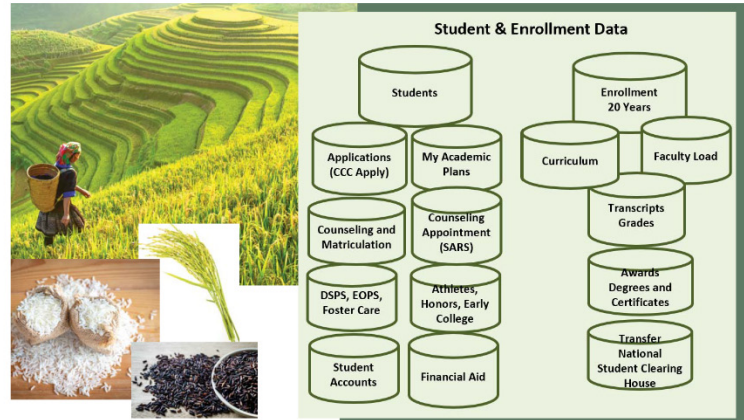 Student & Enrollment Data
Students
Applications
(CCC Apply)
My Academic
Plans
Counseling and
Matriculation
Counseling
Appointment
(SARS)
DSPS, EOPS,
Foster Care
Athletes,
Honors, Early
College
Student
Accounts
Financial Aid
Enrollment
20 Years
Curriculum
Faculty Load
Transcripts
Grades
Awards
Degrees and
Certificates
Transfer
National
Student Clearing
House